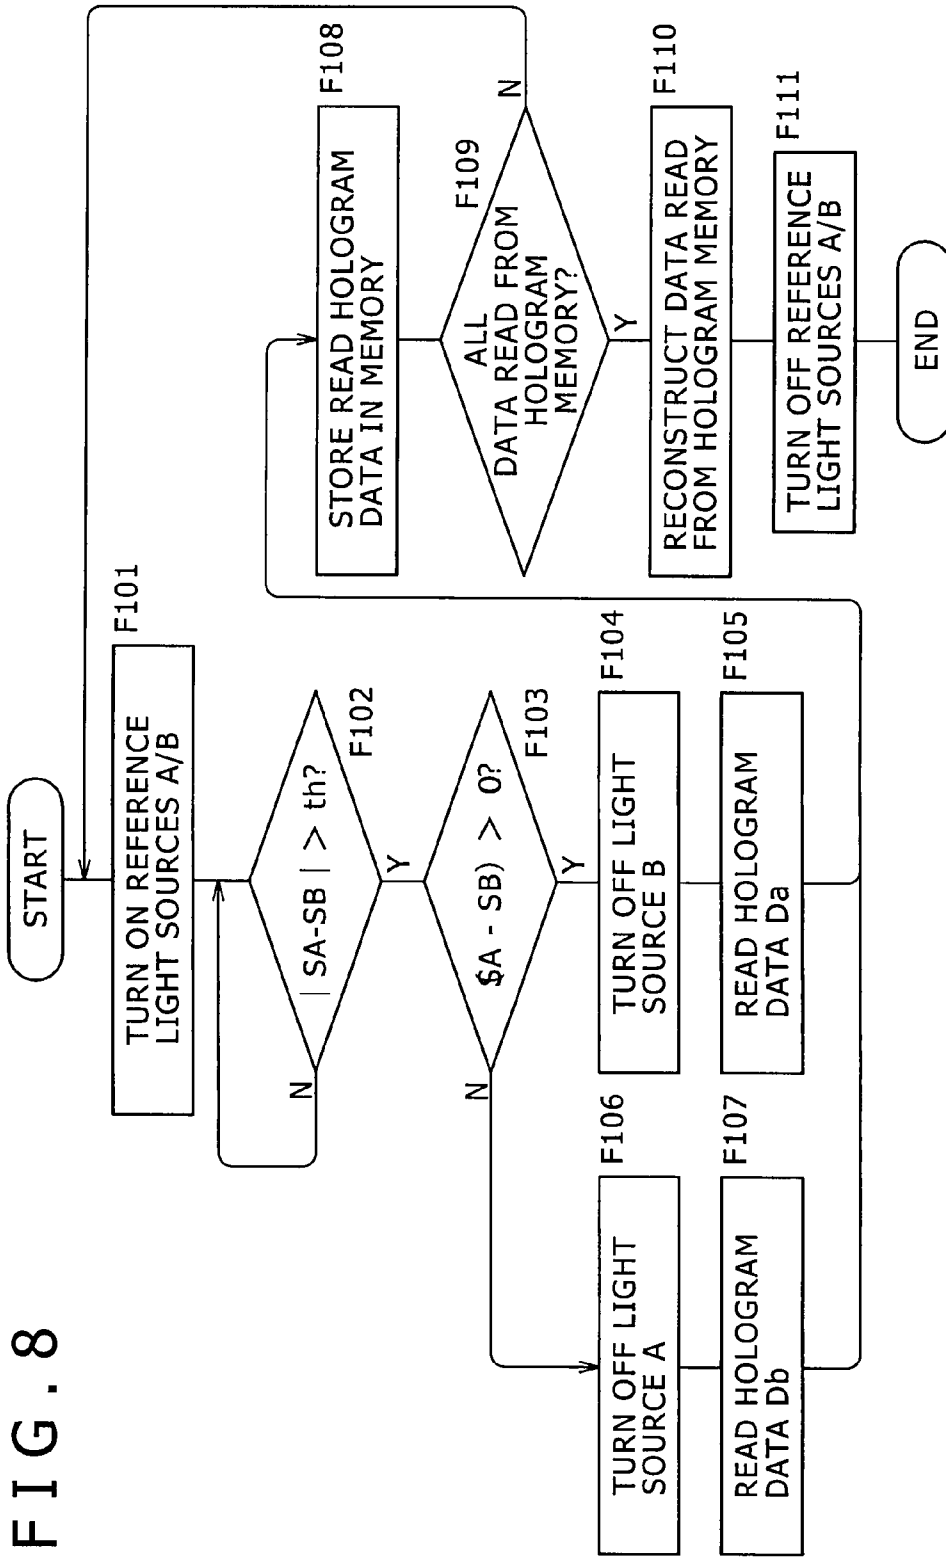 FIG.8
START
TURN ON REFERENCE
LIGHT SOURCES A/B
F101
| SA-SB | > th?
F102
N
Y
$A - SB) > 0?
F103
N
Y
TURN OFF LIGHT
SOURCE B
F104
READ HOLOGRAM
DATA Da
F105
TURN OFF LIGHT
SOURCE A
F106
READ HOLOGRAM
DATA Db
F107
STORE READ HOLOGRAM
DATA IN MEMORY
F108
ALL
DATA READ FROM
HOLOGRAM
MEMORY?
F109
N
Y
RECONSTRUCT DATA READ
FROM HOLOGRAM MEMORY
F110
TURN OFF REFERENCE
LIGHT SOURCES A/B
F111
END